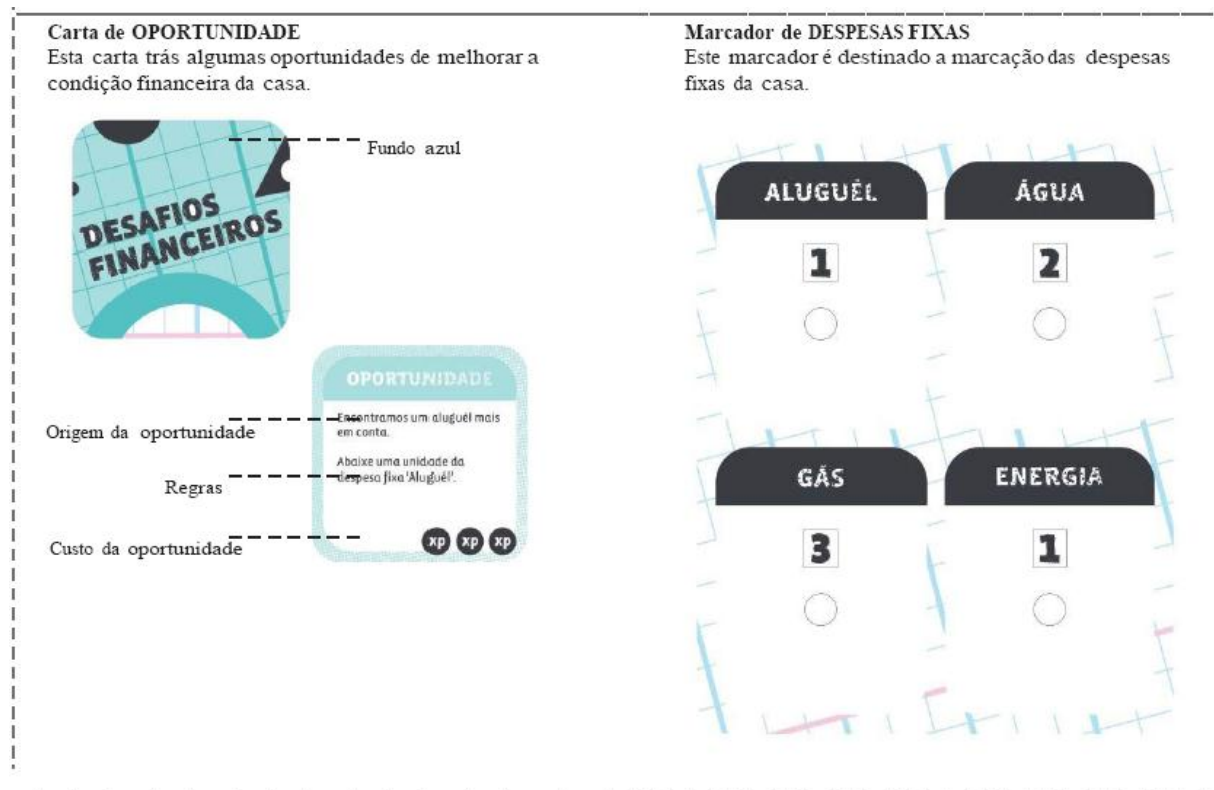 Carta de OPORTUNIDADE
Esta carta trás algumas oportunidades de melhorar a
condição financeira da casa.
Fundo azul
DESAFIOS
FINANCEIROS
OPORTUNIDADE
Encontramos um aluguél mais
em conta.
Abaixe uma unidade da
despesa fixa 'Aluguél'.
xp xp xp
Origem da oportunidade
Regras
Custo da oportunidade
Marcador de DESPESAS FIXAS
Este marcador é destinado a marcação das despesas
fixas da casa.
ALUGUÉL
1
ÁGUA
2
GÁS
3
ENERGIA
1